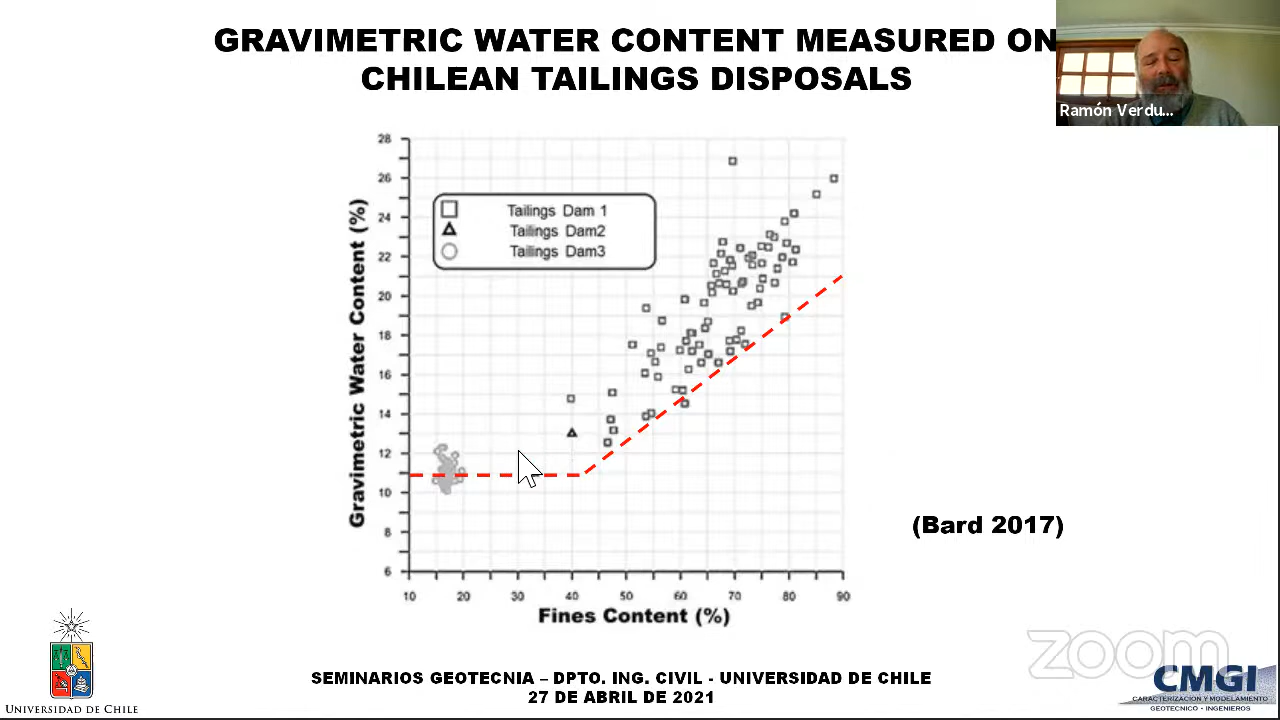 GRAVIMETRIC WATER CONTENT MEASURED ON
CHILEAN TAILINGS DISPOSALS
Ramón Verdu...
Gravimetric Water Content (%)
28
26
24
22
20
18
16
14
12
10
8
6
Tailings Dam 1
Tailings Dam2
Tailings Dam3
10 20 30 40 50 60 70 80 90
Fines Content (%)
(Bard 2017)
UNIVERSIDAD DE CHILE
SEMINARIOS GEOTECNIA – DPTO. ING. CIVIL - UNIVERSIDAD DE CHILE
27 DE ABRIL DE 2021
zoom
CMGI
CARACTERIZACIÓN Y MODELAMIENTO
GEOTECNICO - INGENIEROS